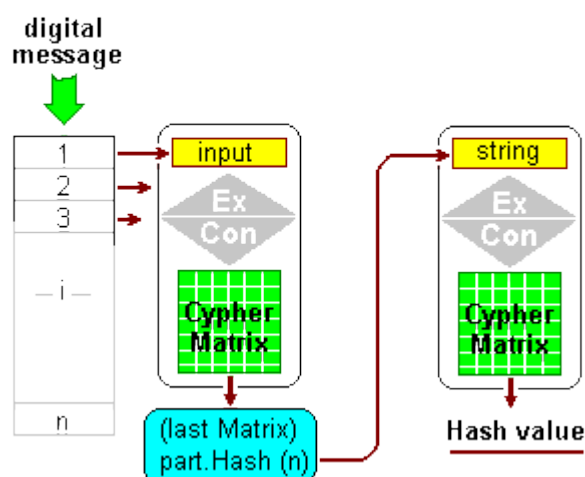 digital
message
1
2
3
i
n
input
Ex
Con
Cypher
Matrix
(last Matrix)
part.Hash (n)
string
Ex
Con
Cypher
Matrix
Hash value